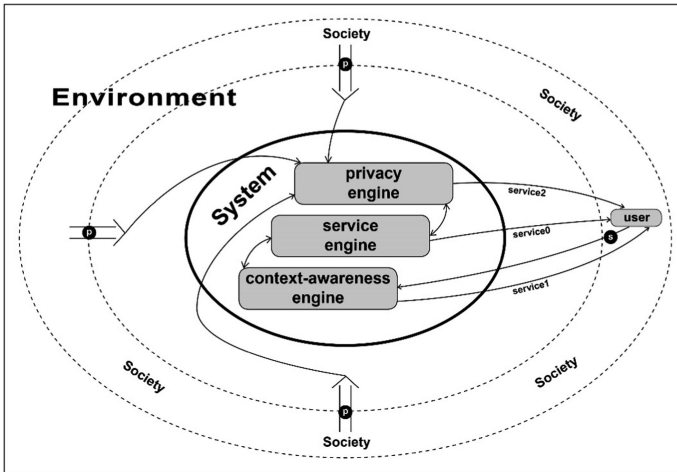 Society
p
Environment
Society
System
privacy
engine
service2
user
p
service
engine
service0
s
context-awareness
engine
service1
Society
Society
p
Society